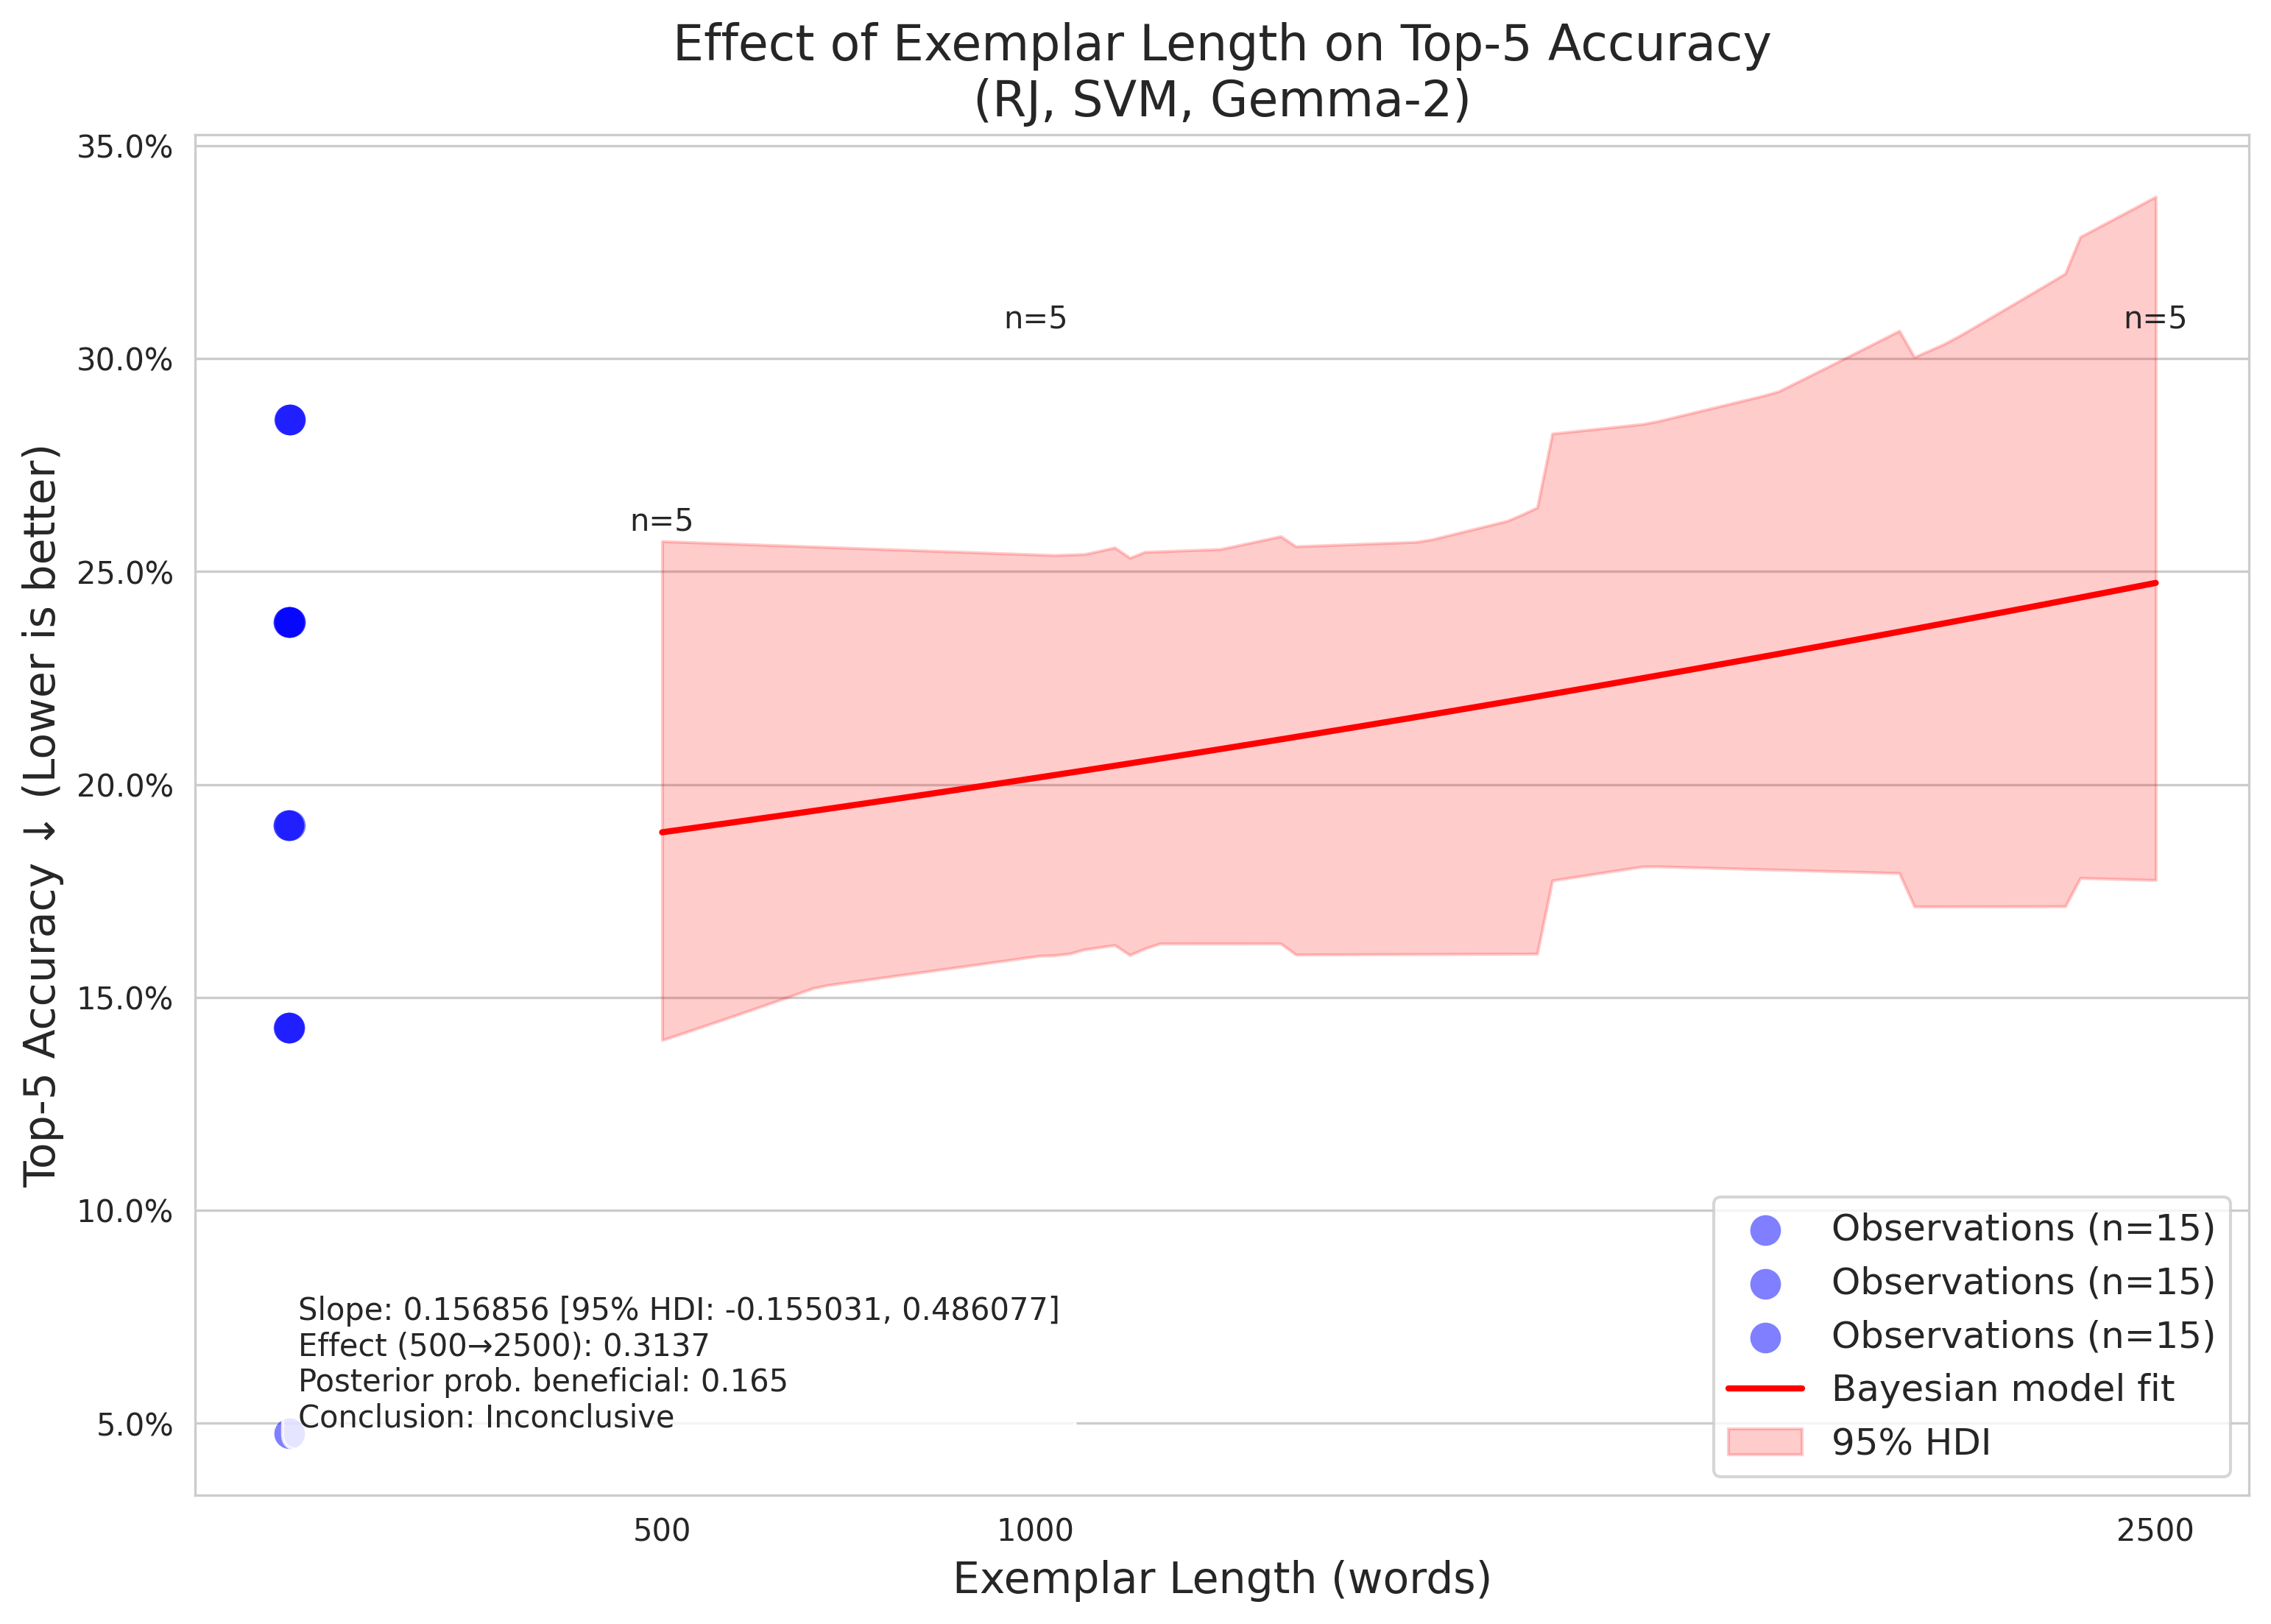 Effect of Exemplar Length on Top-5 Accuracy
(RJ, SVM, Gemma-2)
Top-5 Accuracy ↓ (Lower is better)
35.0%
30.0%
25.0%
20.0%
15.0%
10.0%
5.0%
n=5
n=5
n=5
Slope: 0.156856 [95% HDI: -0.155031, 0.486077]
Effect (500→2500): 0.3137
Posterior prob. beneficial: 0.165
Conclusion: Inconclusive
Observations (n=15)
Observations (n=15)
Observations (n=15)
Bayesian model fit
95% HDI
500
1000
2500
Exemplar Length (words)